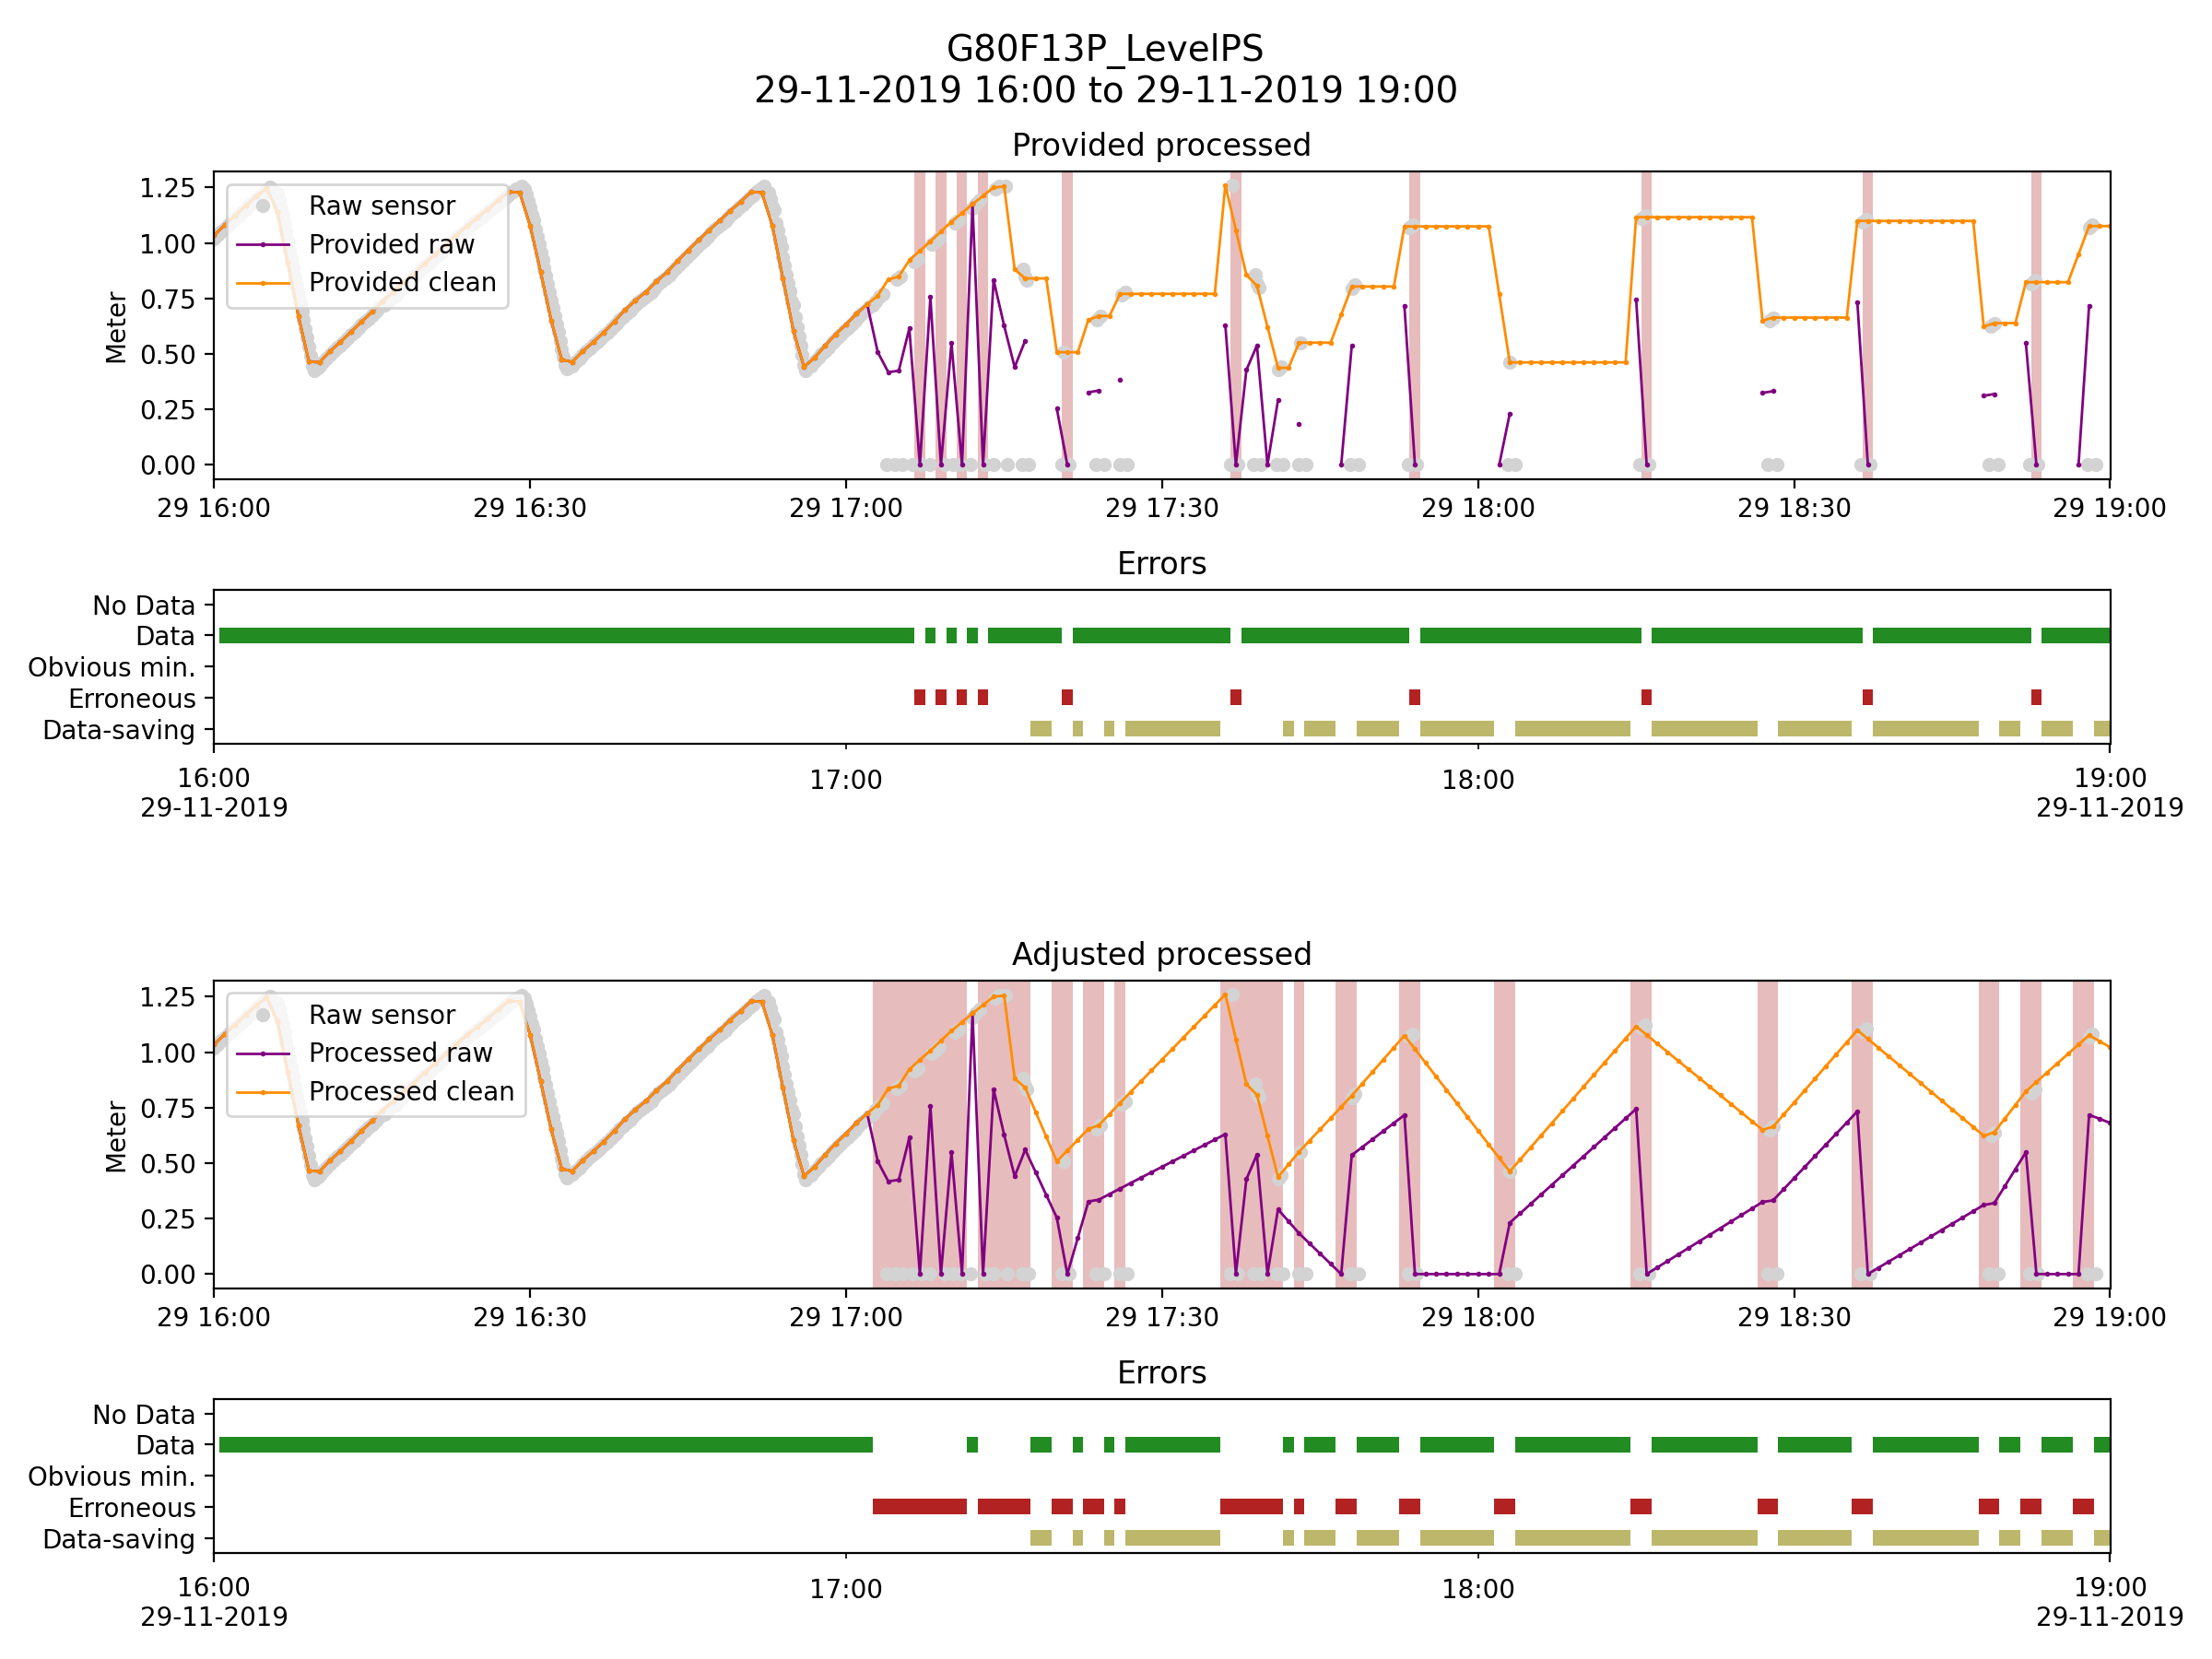 G80F13P_LevelPS
29-11-2019 16:00 to 29-11-2019 19:00
Provided processed
Meter
1.25
1.00
0.75
0.50
0.25
0.00
Raw sensor
Provided raw
Provided clean
29 16:00 29 16:30 29 17:00 29 17:30 29 18:00 29 18:30 29 19:00
Errors
No Data
Data
Obvious min.
Erroneous
Data-saving
16:00 17:00 18:00 19:00
29-11-2019 29-11-2019
Adjusted processed
Meter
1.25
1.00
0.75
0.50
0.25
0.00
Raw sensor
Processed raw
Processed clean
29 16:00 29 16:30 29 17:00 29 17:30 29 18:00 29 18:30 29 19:00
Errors
No Data
Data
Obvious min.
Erroneous
Data-saving
16:00 17:00 18:00 19:00
29-11-2019 29-11-2019